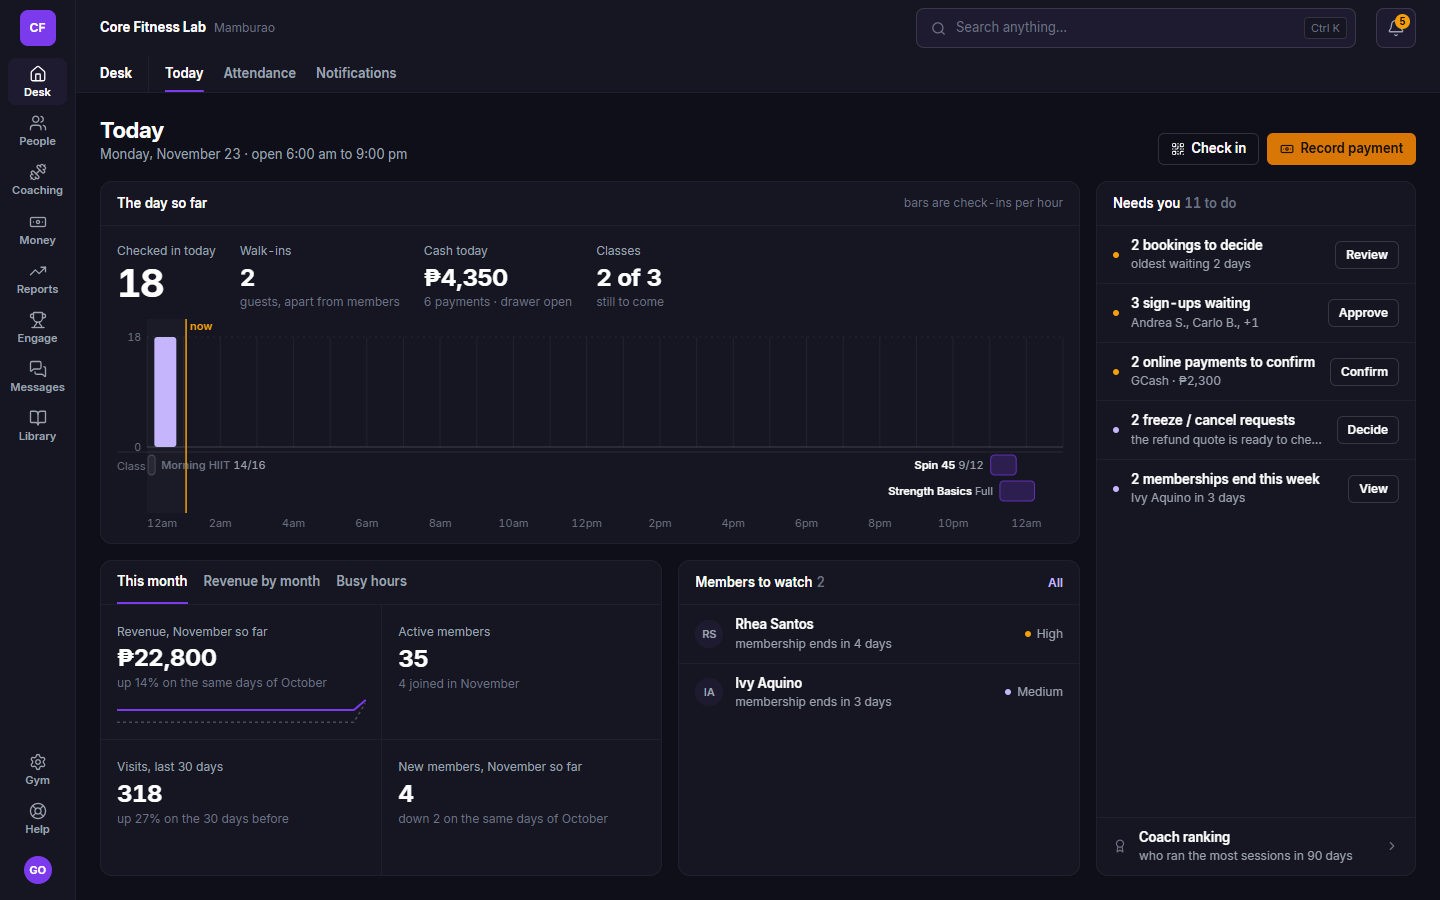 CF
Core Fitness Lab Mamburao
Search anything...
Ctrl K
5
Desk
Today
Attendance
Notifications
Desk
People
Coaching
Money
Reports
Engage
Messages
Library
Gym
Help
GO
Today
Monday, November 23 · open 6:00 am to 9:00 pm
Check in
Record payment
The day so far
bars are check-ins per hour
Checked in today
18
Walk-ins
2
guests, apart from members
Cash today
₱4,350
6 payments · drawer open
Classes
2 of 3
still to come
now
18
0
Class
Morning HIIT 14/16
Spin 45 9/12
Strength Basics Full
12am 2am 4am 6am 8am 10am 12pm 2pm 4pm 6pm 8pm 10pm 12am
Needs you 11 to do
2 bookings to decide
oldest waiting 2 days
Review
3 sign-ups waiting
Andrea S., Carlo B., +1
Approve
2 online payments to confirm
GCash · ₱2,300
Confirm
2 freeze / cancel requests
the refund quote is ready to che...
Decide
2 memberships end this week
Ivy Aquino in 3 days
View
Coach ranking
who ran the most sessions in 90 days
This month
Revenue by month
Busy hours
Revenue, November so far
₱22,800
up 14% on the same days of October
Active members
35
4 joined in November
Visits, last 30 days
318
up 27% on the 30 days before
New members, November so far
4
down 2 on the same days of October
Members to watch 2
All
RS
Rhea Santos
membership ends in 4 days
High
IA
Ivy Aquino
membership ends in 3 days
Medium